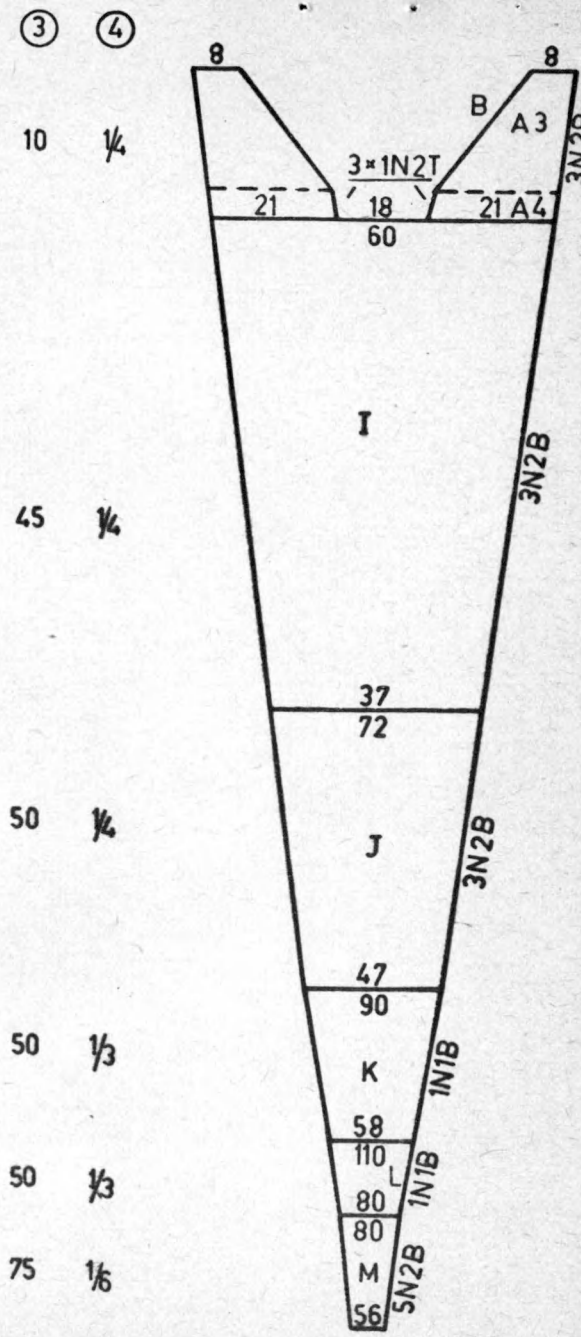 ③ ④
8 8
10 1/4 B A3 3N2B
3×1N2T
21 18 21 A4
60
I
45 1/4 3N2B
37
72
50 1/4 J 3N2B
47
90
50 1/3 K 1N1B
58
110
50 1/3 L 1N1B
80
80
75 1/6 M 5N2B
56